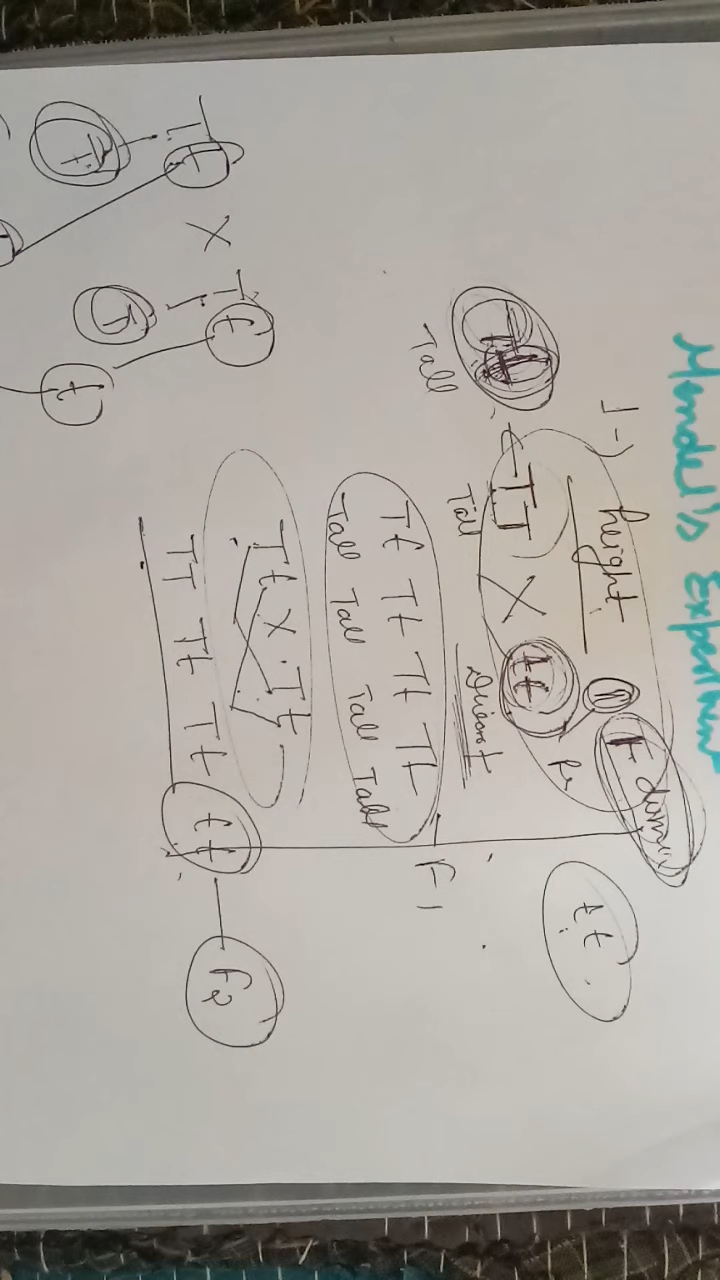 Mendel's Experiment
1-) height
T domi
tt
TT X tt
Tall
Tall
F1
Tt Tt Tt Tt
Tall Tall Tall Tall
Tt X Tt
TT Tt Tt tt
F2
Tt X Tt
T
T
t